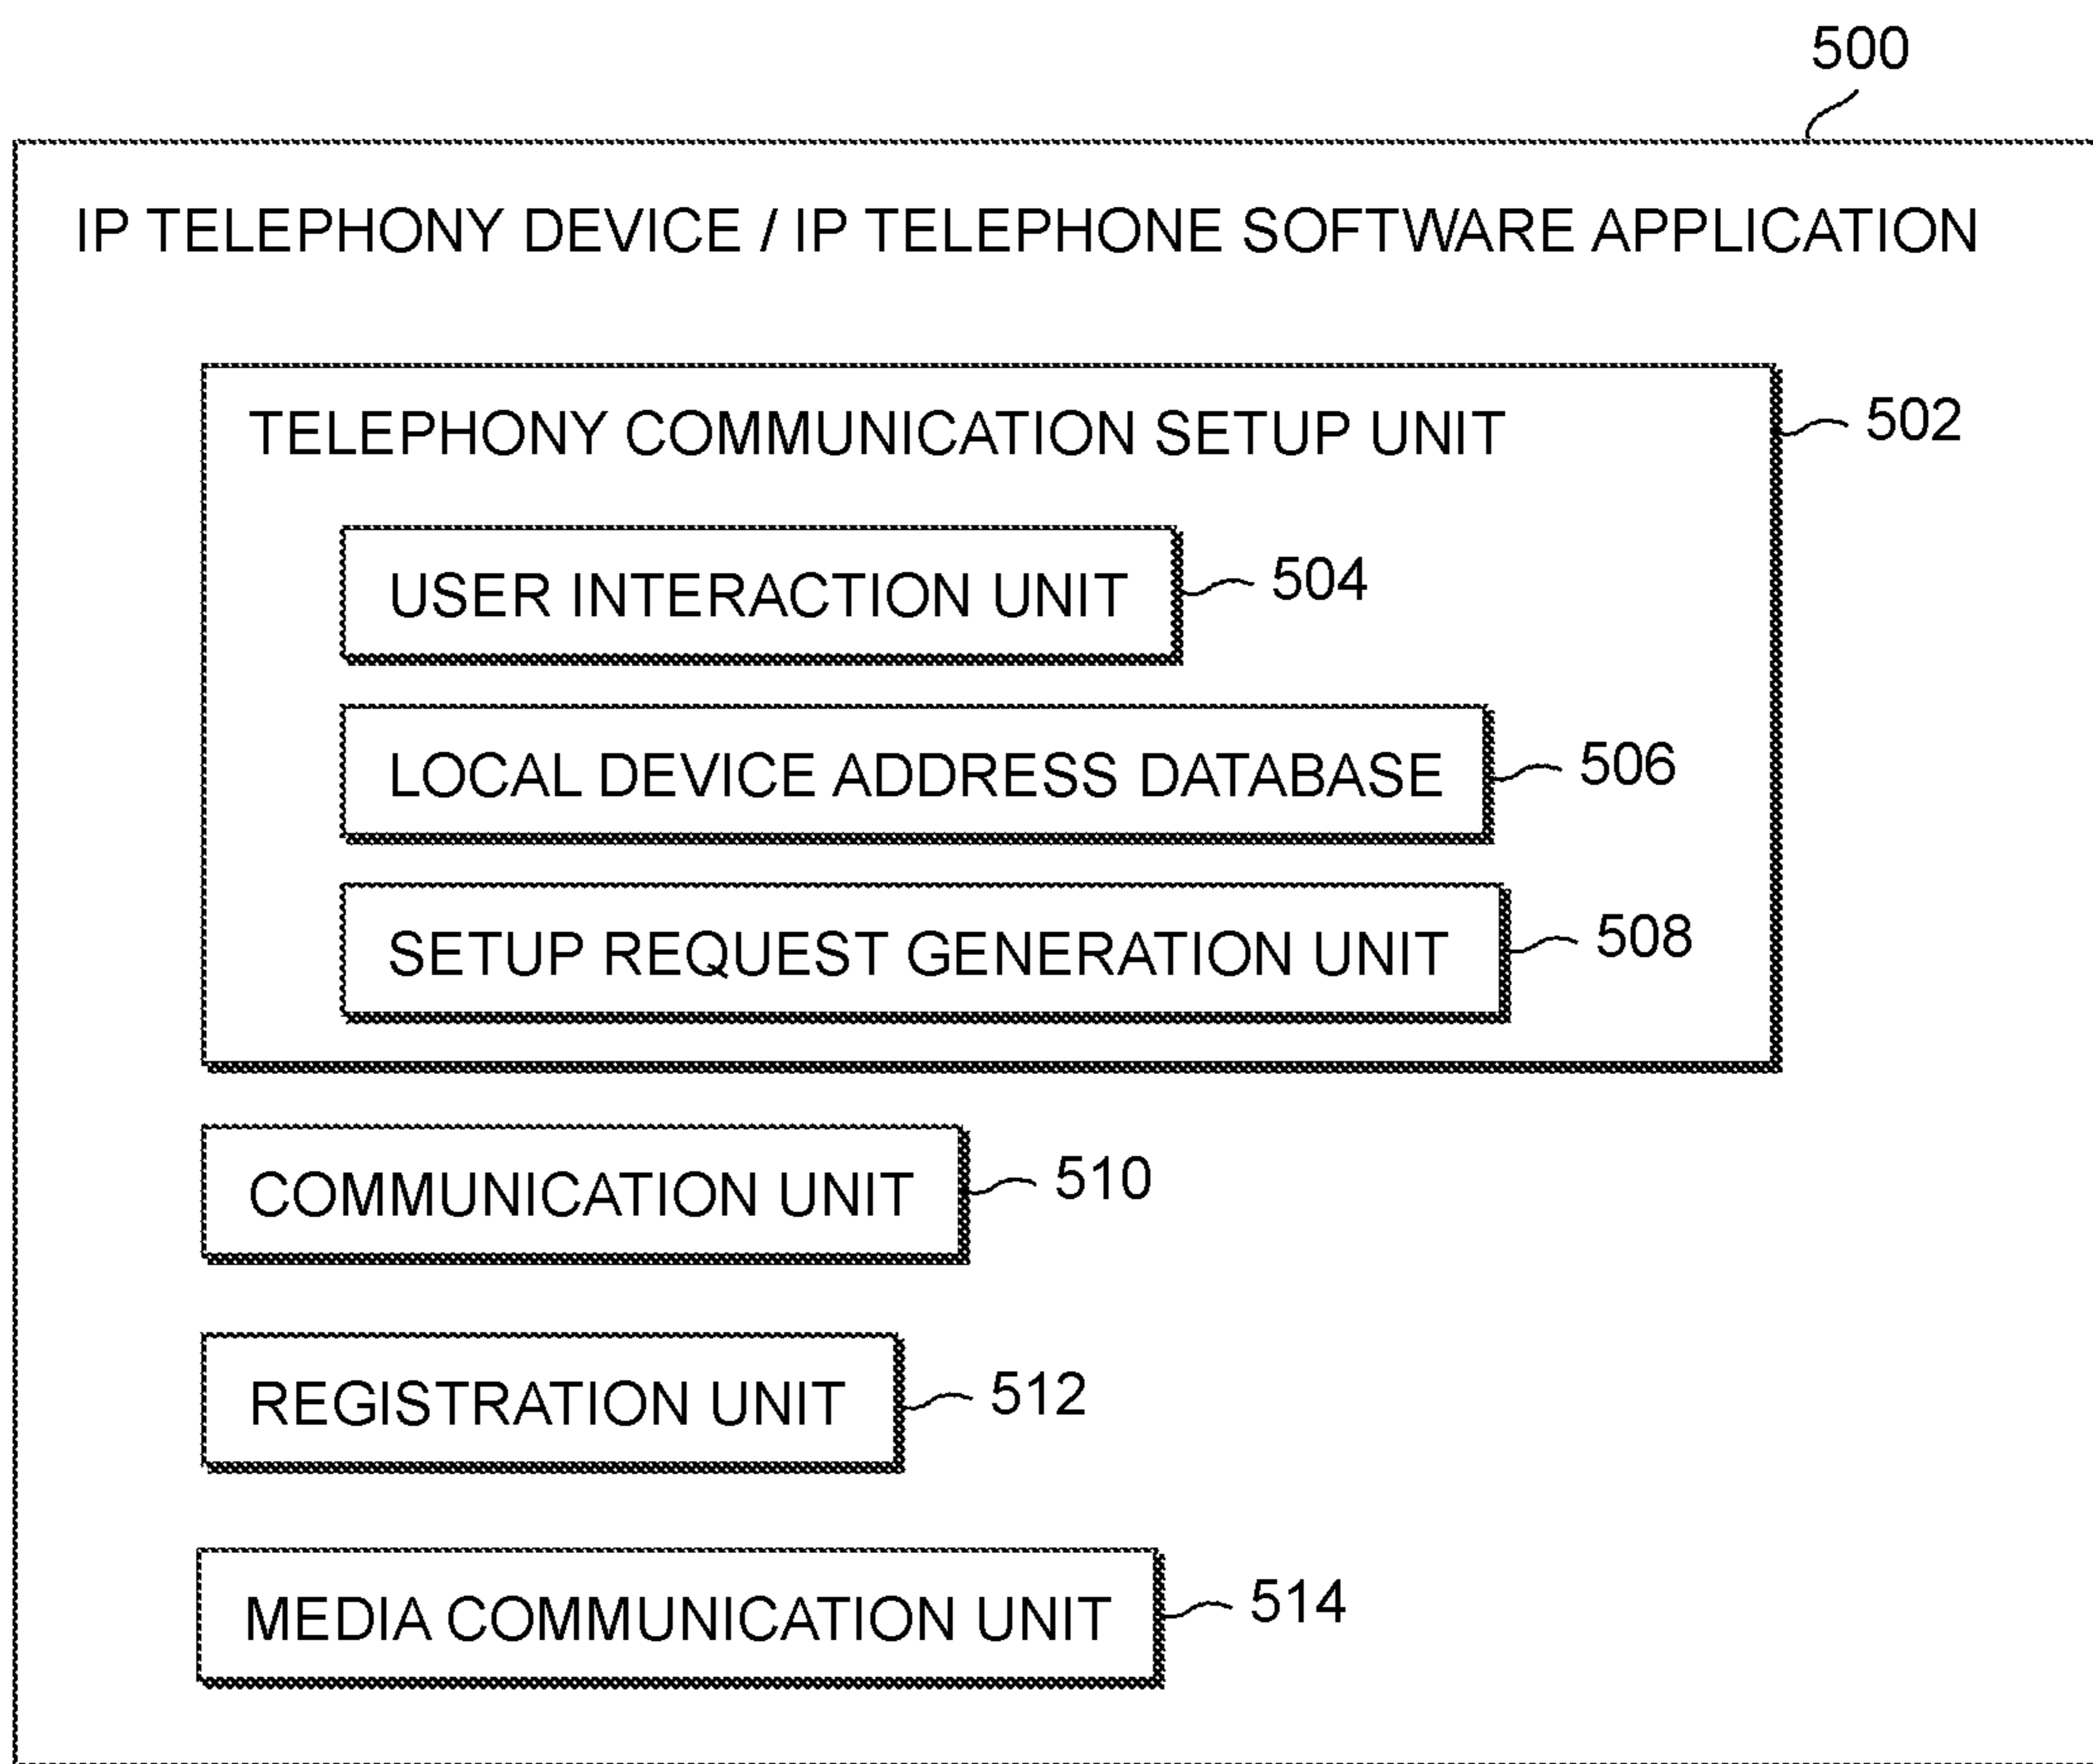 500
IP TELEPHONY DEVICE / IP TELEPHONE SOFTWARE APPLICATION
TELEPHONY COMMUNICATION SETUP UNIT
502
USER INTERACTION UNIT
504
LOCAL DEVICE ADDRESS DATABASE
506
SETUP REQUEST GENERATION UNIT
508
COMMUNICATION UNIT
510
REGISTRATION UNIT
512
MEDIA COMMUNICATION UNIT
514